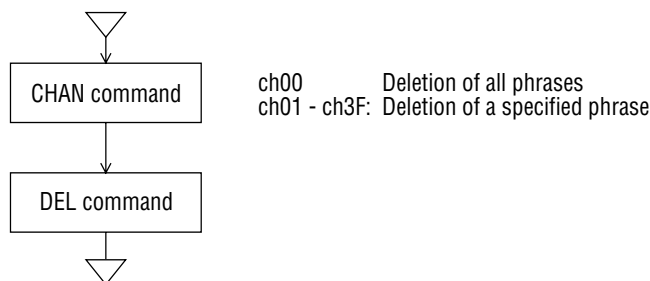 CHAN command
ch00 Deletion of all phrases
ch01 - ch3F: Deletion of a specified phrase
DEL command